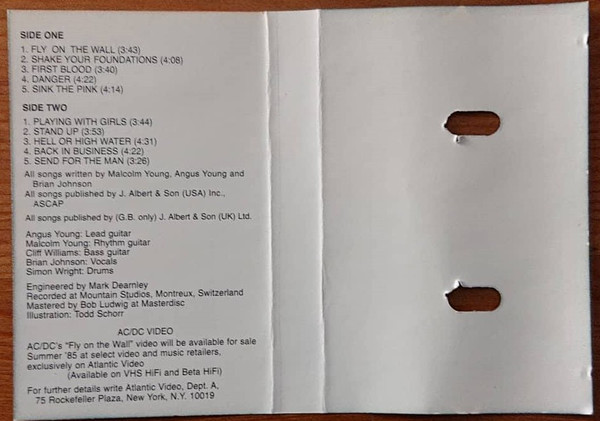 SIDE ONE
1. FLY ON THE WALL (3:43)
2. SHAKE YOUR FOUNDATIONS (4:08)
3. FIRST BLOOD (3:40)
4. DANGER (4:22)
5. SINK THE PINK (4:14)
SIDE TWO
1. PLAYING WITH GIRLS (3:44)
2. STAND UP (3:53)
3. HELL OR HIGH WATER (4:31)
4. BACK IN BUSINESS (4:22)
5. SEND FOR THE MAN (3:26)
All songs written by Malcolm Young, Angus Young and
Brian Johnson
All songs published by J. Albert & Son (USA) Inc.,
ASCAP
All songs published by (G.B. only) J. Albert & Son (UK) Ltd.
Angus Young: Lead guitar
Malcolm Young: Rhythm guitar
Cliff Williams: Bass guitar
Brian Johnson: Vocals
Simon Wright: Drums
Engineered by Mark Dearnley
Recorded at Mountain Studios, Montreux, Switzerland
Mastered by Bob Ludwig at Masterdisc
Illustration: Todd Schorr
AC/DC VIDEO
AC/DC's "Fly on the Wall" video will be available for sale
Summer '85 at select video and music retailers,
exclusively on Atlantic Video
(Available on VHS HiFi and Beta HiFi)
For further details write Atlantic Video, Dept. A,
75 Rockefeller Plaza, New York, N.Y. 10019